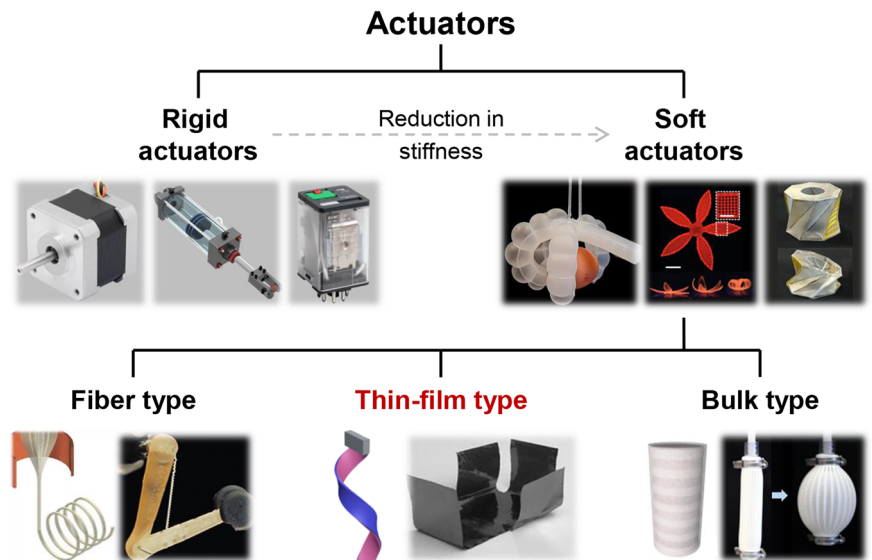 Actuators
Rigid
actuators
Reduction in
stiffness
Soft
actuators
Fiber type
Thin-film type
Bulk type